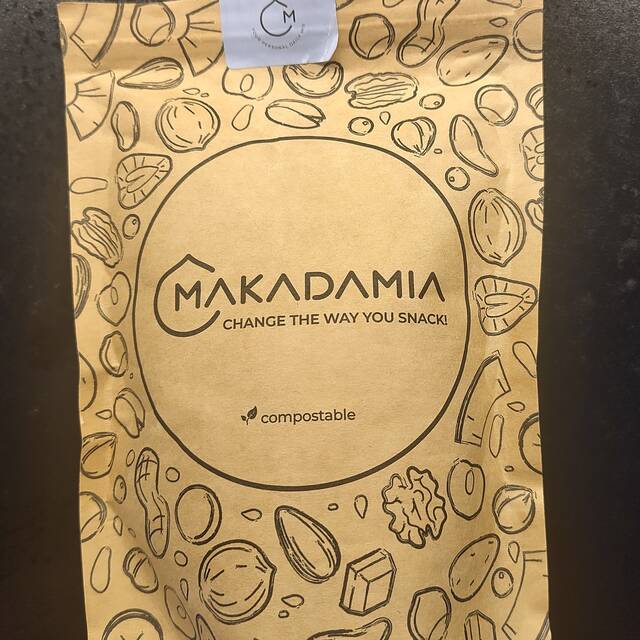 M
MAKADAMIA
CHANGE THE WAY YOU SNACK!
compostable